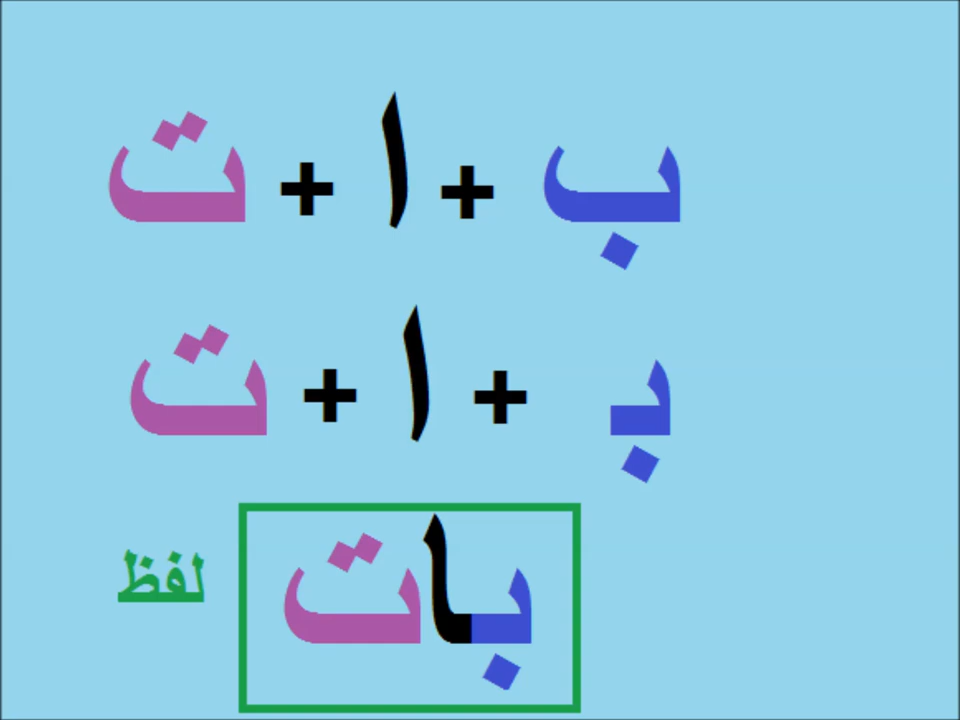 ب + ا + ت
بـ + ا + ت
بات
لفظ